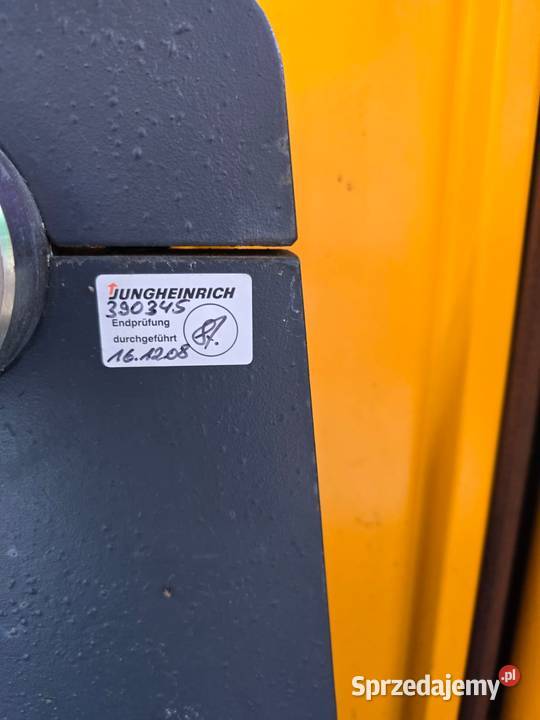 JUNGHEINRICH
390345
Endprüfung
durchgeführt
16.12.08
Sprzedajemy.pl